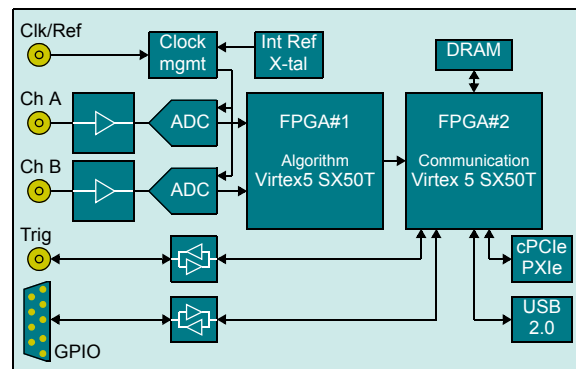 Clk/Ref
Clock
mgmt
Int Ref
X-tal
DRAM
Ch A
ADC
FPGA#1
Algorithm
Virtex5 SX50T
FPGA#2
Communication
Virtex 5 SX50T
Ch B
ADC
Trig
cPCIe
PXIe
GPIO
USB
2.0